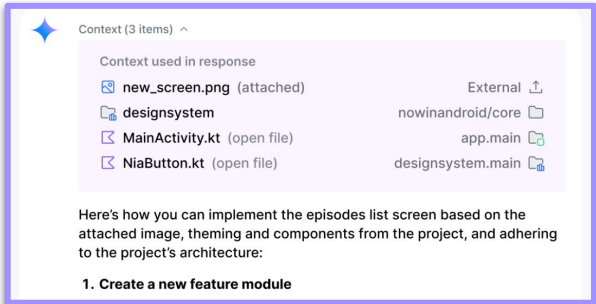 Context (3 items)
Context used in response
new_screen.png (attached) External
designsystem nowinandroid/core
MainActivity.kt (open file) app.main
NiaButton.kt (open file) designsystem.main
Here’s how you can implement the episodes list screen based on the
attached image, theming and components from the project, and adhering
to the project’s architecture:
1. Create a new feature module